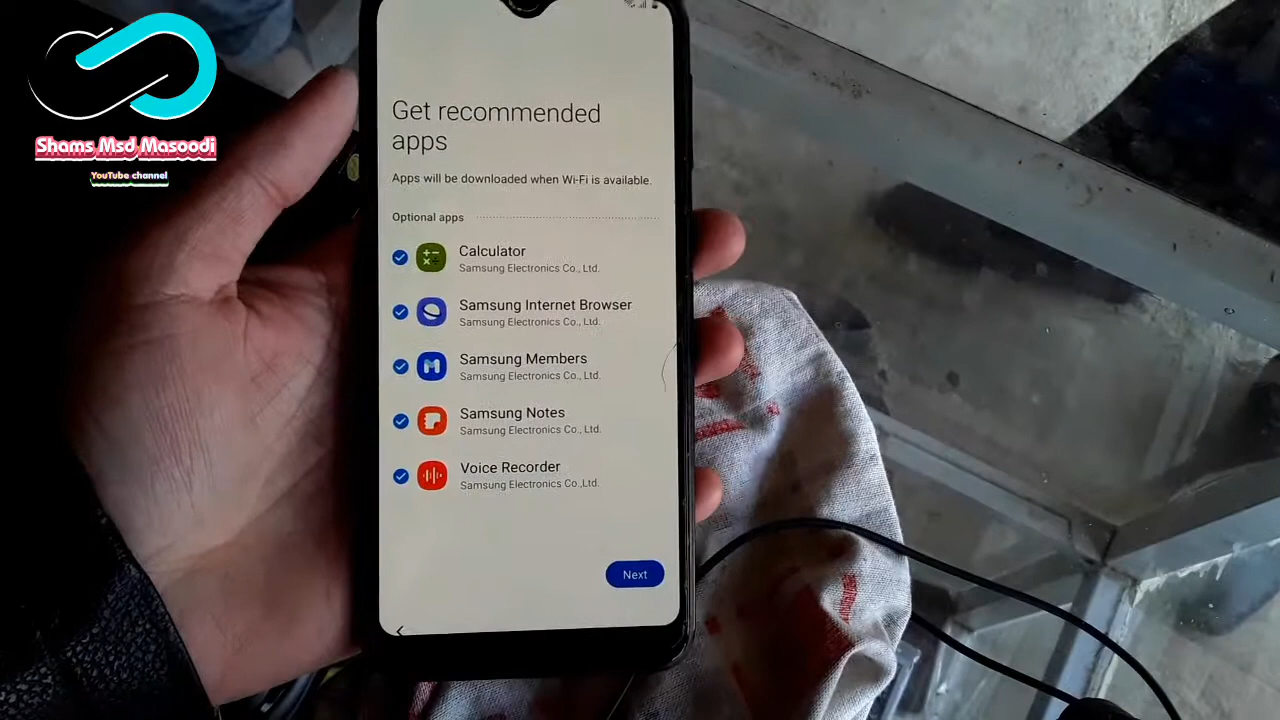 Shams Msd Masoodi
YouTube channel
Get recommended
apps
Apps will be downloaded when Wi-Fi is available.
Optional apps
Calculator
Samsung Electronics Co., Ltd.
Samsung Internet Browser
Samsung Electronics Co., Ltd.
Samsung Members
Samsung Electronics Co., Ltd.
Samsung Notes
Samsung Electronics Co., Ltd.
Voice Recorder
Samsung Electronics Co.,Ltd.
Next